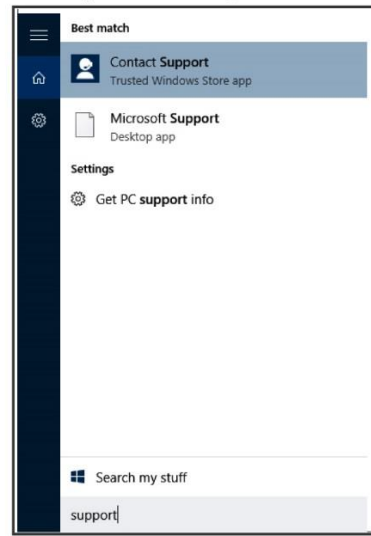 Best match
Contact Support
Trusted Windows Store app
Microsoft Support
Desktop app
Settings
Get PC support info
Search my stuff
support